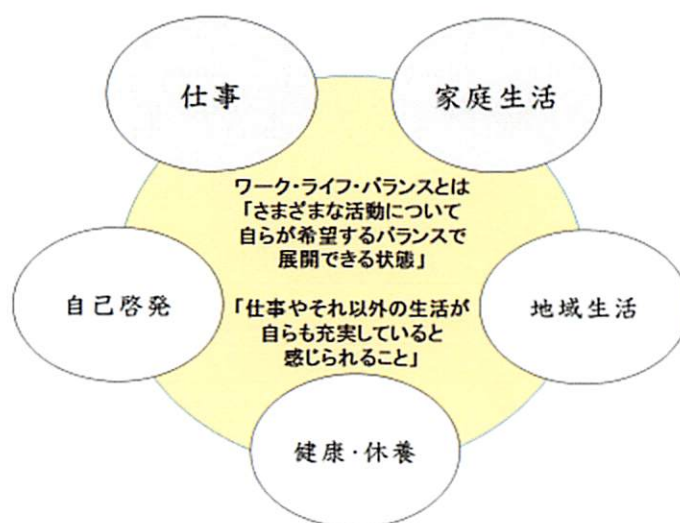 仕事
家庭生活
ワーク・ライフ・バランスとは
「さまざまな活動について
自らが希望するバランスで
展開できる状態」
「仕事やそれ以外の生活が
自らも充実していると
感じられること」
自己啓発
地域生活
健康・休養